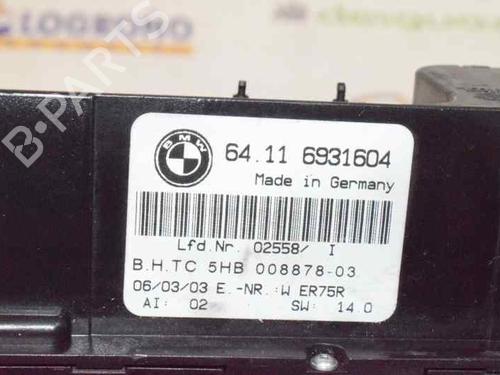 LOGROSO
B-PARTS
BMW
64.11 6931604
Made in Germany
Lfd.Nr. 02558/ I
B.H.TC 5HB 008878-03
06/03/03 E.-NR.:W ER75R
AI: 02 SW: 14.0